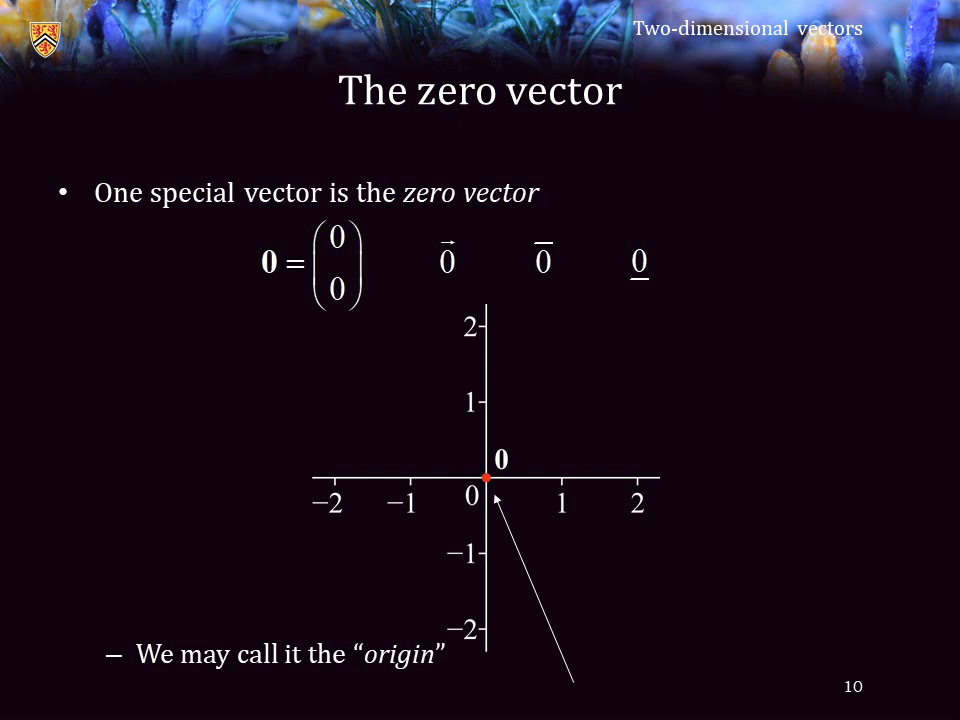 Two-dimensional vectors
The zero vector
• One special vector is the zero vector
𝟎 = (0 0) 0⃗ 0̅ 0̲
2
1
𝟎
−2 −1 0 1 2
−1
−2
– We may call it the “origin”
10